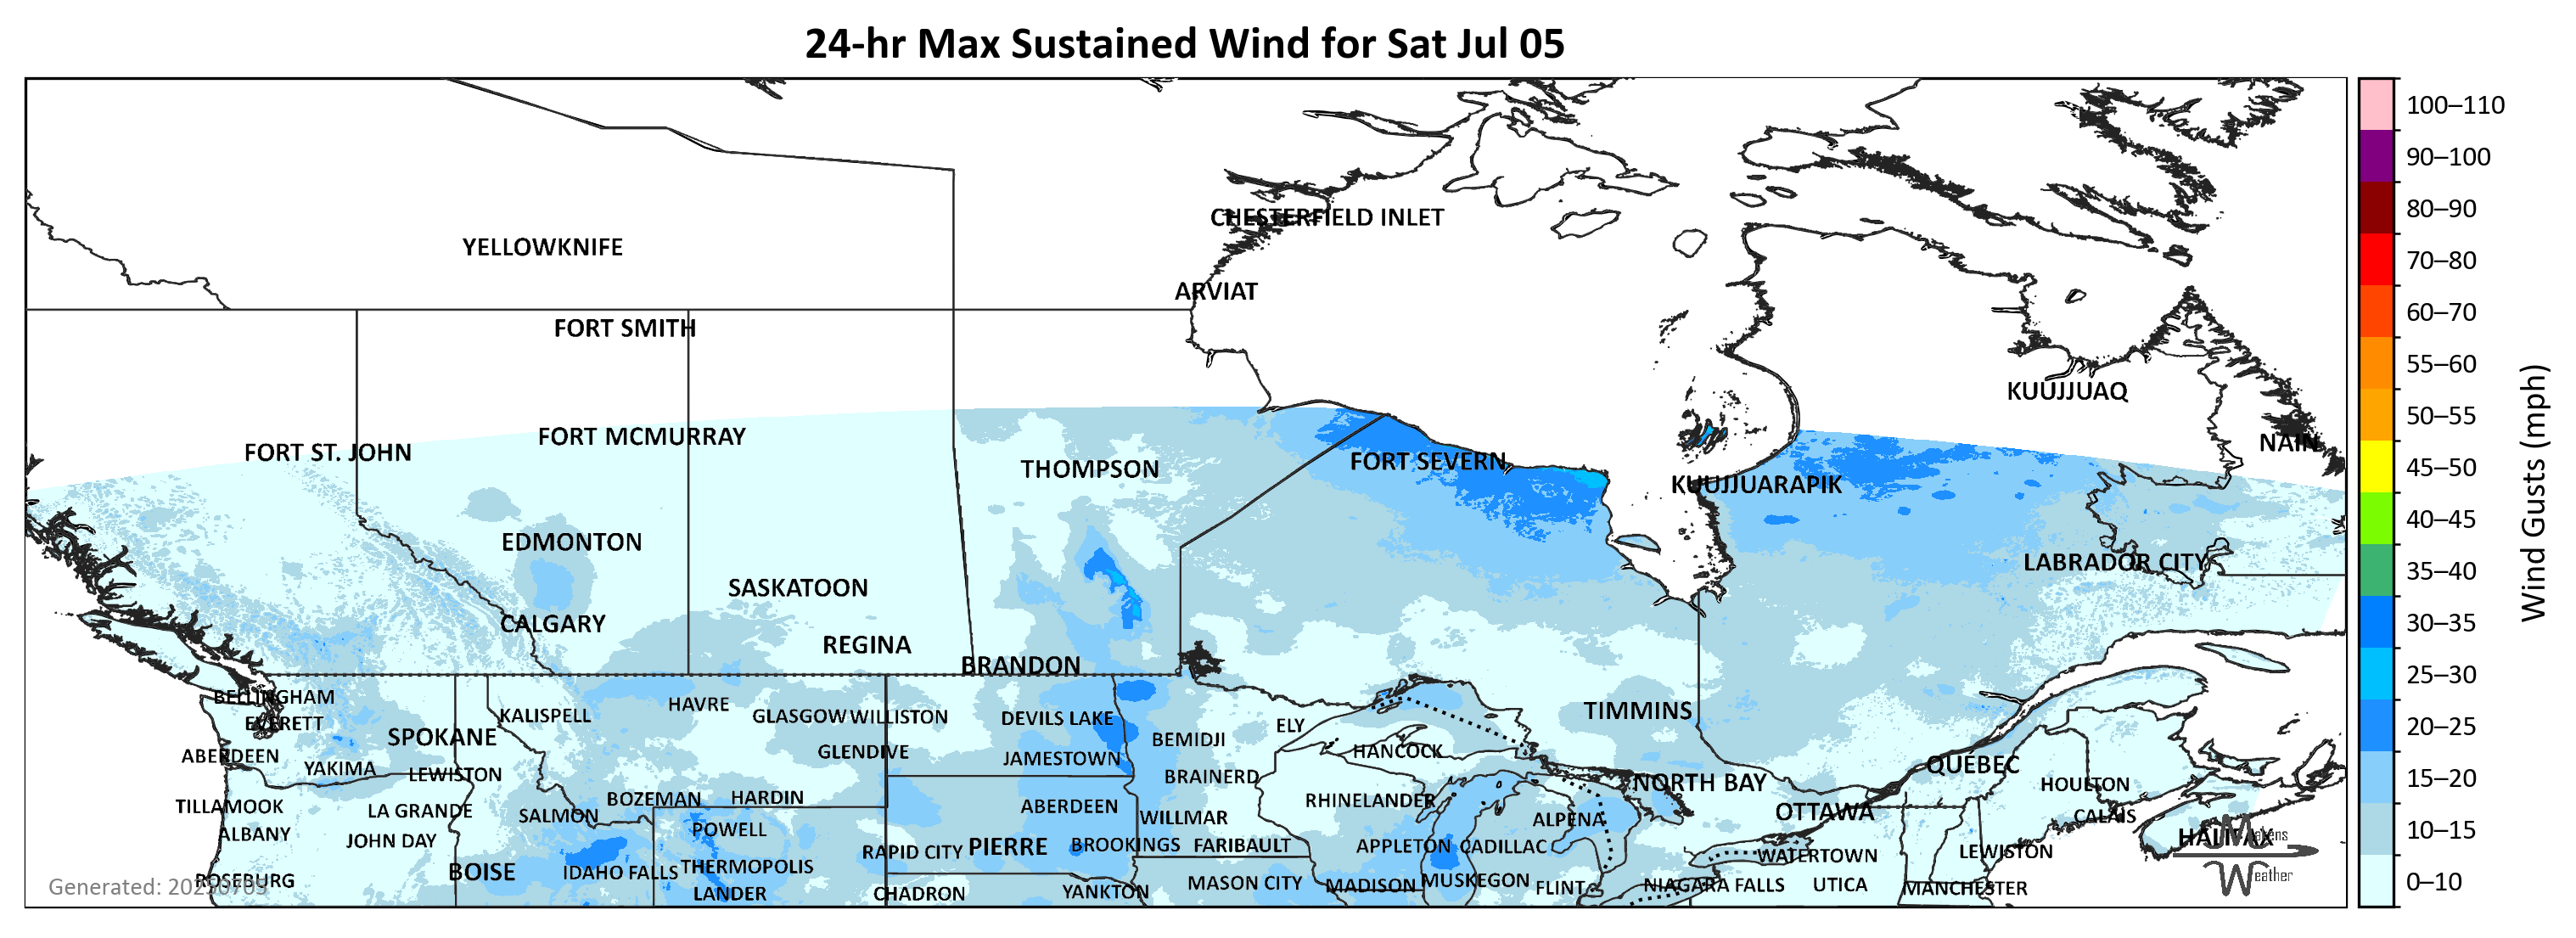 24-hr Max Sustained Wind for Sat Jul 05
100–110
90–100
80–90
70–80
60–70
55–60
50–55
45–50
40–45
35–40
30–35
25–30
20–25
15–20
10–15
0–10
Wind Gusts (mph)
CHESTERFIELD INLET
YELLOWKNIFE
ARVIAT
FORT SMITH
KUUJJUAQ
FORT MCMURRAY
NAIN
FORT ST. JOHN
FORT SEVERN
THOMPSON
KUUJJUARAPIK
EDMONTON
LABRADOR CITY
SASKATOON
CALGARY
REGINA
BRANDON
BELLINGHAM
HAVRE
TIMMINS
KALISPELL
GLASGOW
WILLISTON
DEVILS LAKE
EVERETT
ELY
SPOKANE
BEMIDJI
GLENDIVE
HANCOCK
ABERDEEN
JAMESTOWN
QUEBEC
YAKIMA
LEWISTON
BRAINERD
NORTH BAY
HOULTON
BOZEMAN
HARDIN
RHINELANDER
TILLAMOOK
LA GRANDE
ABERDEEN
SALMON
WILLMAR
ALPENA
OTTAWA
CALAIS
POWELL
ALBANY
HALIFAX
Makens
JOHN DAY
PIERRE
BROOKINGS
FARIBAULT
APPLETON
CADILLAC
RAPID CITY
WATERTOWN
LEWISTON
THERMOPOLIS
BOISE
IDAHO FALLS
Weather
ROSEBURG
MUSKEGON
MASON CITY
MADISON
NIAGARA FALLS
UTICA
FLINT
MANCHESTER
Generated: 20250705
LANDER
CHADRON
YANKTON